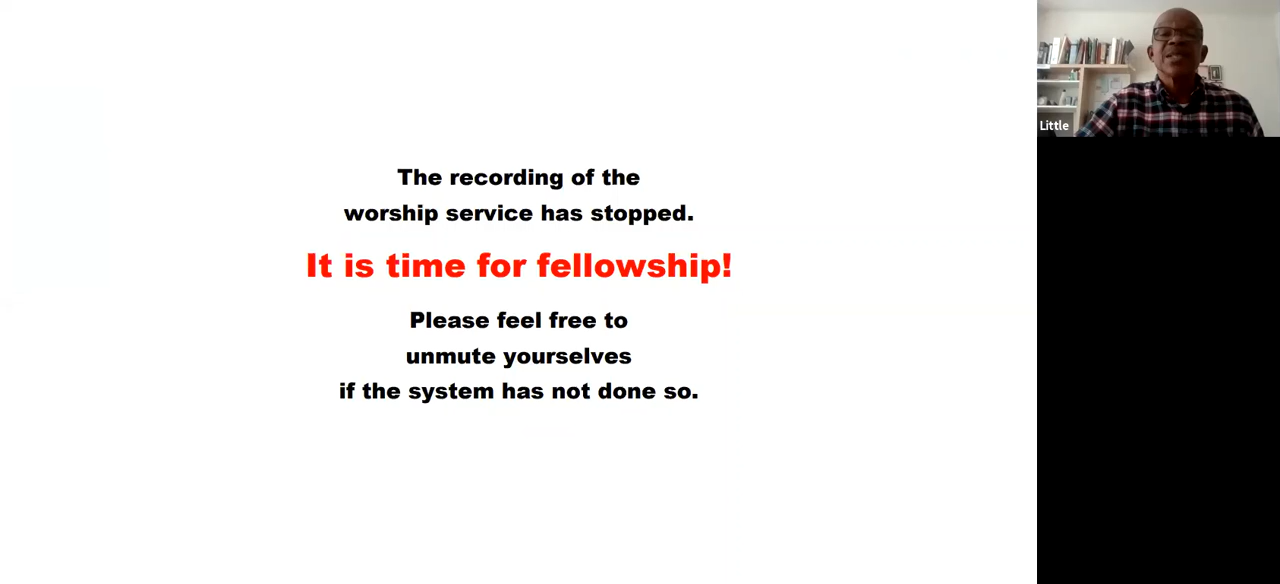 The recording of the
worship service has stopped.
It is time for fellowship!
Please feel free to
unmute yourselves
if the system has not done so.
Little